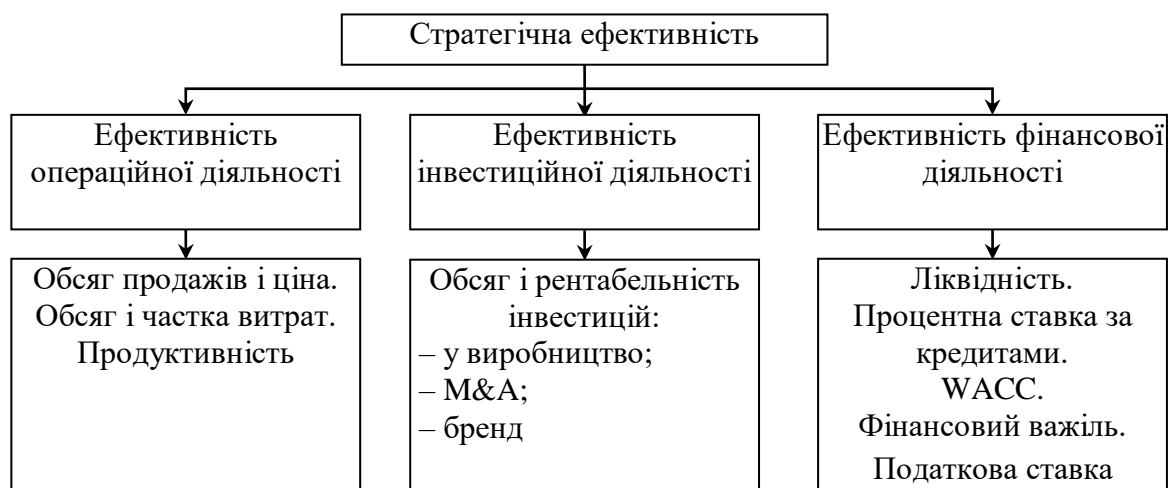 Стратегічна ефективність
Ефективність
операційної діяльності
Ефективність
інвестиційної діяльності
Ефективність фінансової
діяльності
Обсяг продажів і ціна.
Обсяг і частка витрат.
Продуктивність
Обсяг і рентабельність
інвестицій:
– у виробництво;
– M&A;
– бренд
Ліквідність.
Процентна ставка за
кредитами.
WACC.
Фінансовий важіль.
Податкова ставка